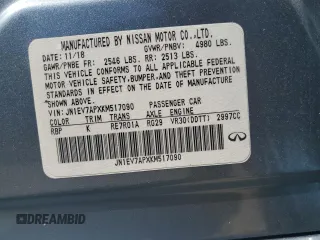 MANUFACTURED BY NISSAN MOTOR CO.,LTD.
DATE: 11/18 GVWR/PNBV: 4980 LBS.
GAWR/PNBE FR: 2546 LBS. RR: 2513 LBS.
THIS VEHICLE CONFORMS TO ALL APPLICABLE FEDERAL MOTOR
VEHICLE SAFETY,BUMPER,AND THEFT PREVENTION STANDARDS
IN EFFECT ON THE DATE OF MANUFACTURE
*SHOWN ABOVE.
VIN: JN1EV7APXKM517090 PASSENGER CAR
COLOR TRIM TRANS AXLE ENGINE
RBP K RE7R01A RG29 VR30(DDTT) 2997CC
INFINITI
JN1EV7APXKM517090
DREAMBID